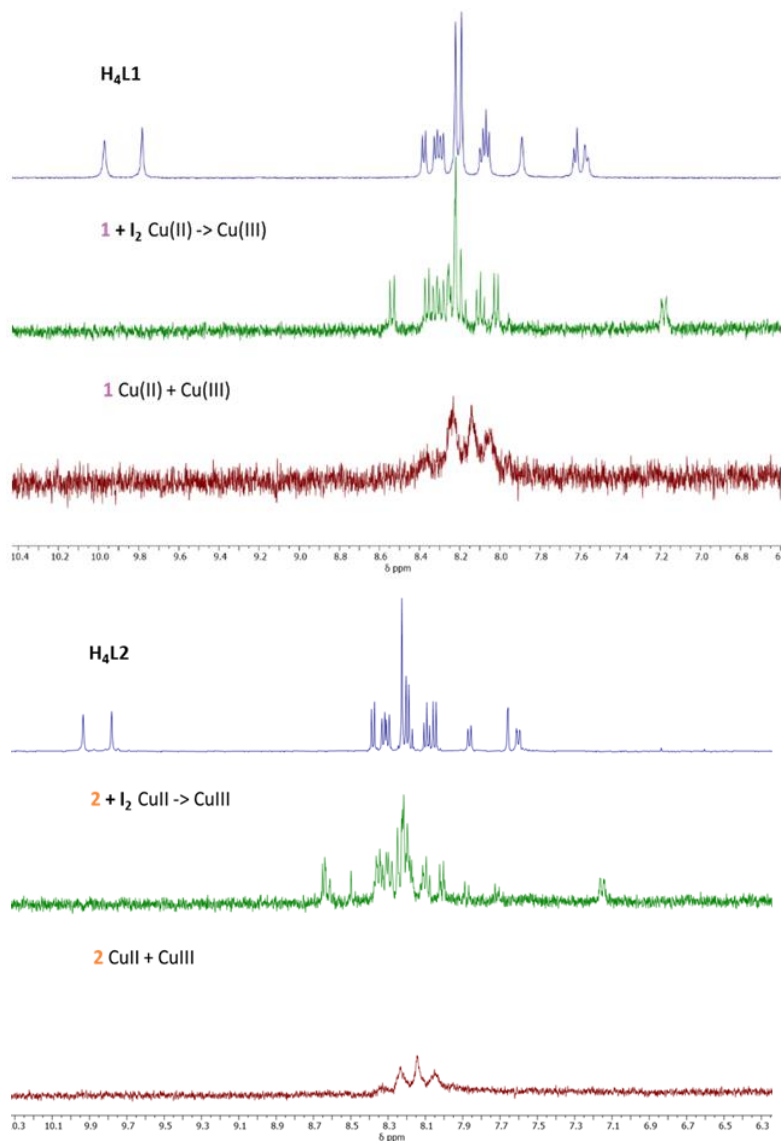 H₄L1
1 + I₂ Cu(II) -> Cu(III)
1 Cu(II) + Cu(III)
10.4 10.2 10.0 9.8 9.6 9.4 9.2 9.0 8.8 8.6 8.4 8.2 8.0 7.8 7.6 7.4 7.2 7.0 6.8 6
δ ppm
H₄L2
2 + I₂ CuII -> CuIII
2 CuII + CuIII
10.3 10.1 9.9 9.7 9.5 9.3 9.1 8.9 8.7 8.5 8.3 8.1 7.9 7.7 7.5 7.3 7.1 6.9 6.7 6.5 6.3
δ ppm